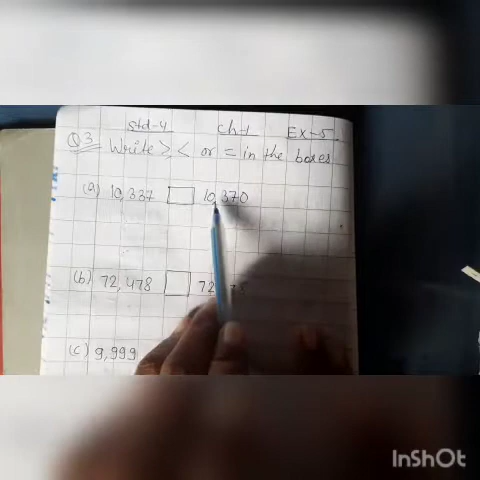 Std-4 Ch-1 Ex-5
Q3 Write >, < or = in the boxes
(a) 10,337 10,370
(b) 72,478 72
(c) 9,999
InShOt